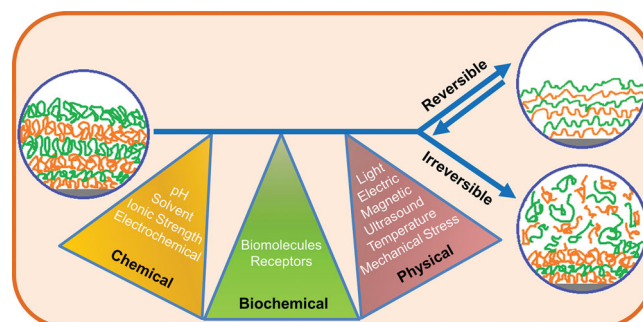 Reversible
Irreversible
pH
Solvent
Ionic Strength
Electrochemical
Chemical
Biomolecules
Receptors
Biochemical
Light
Electric
Magnetic
Ultrasound
Temperature
Mechanical Stress
Physical